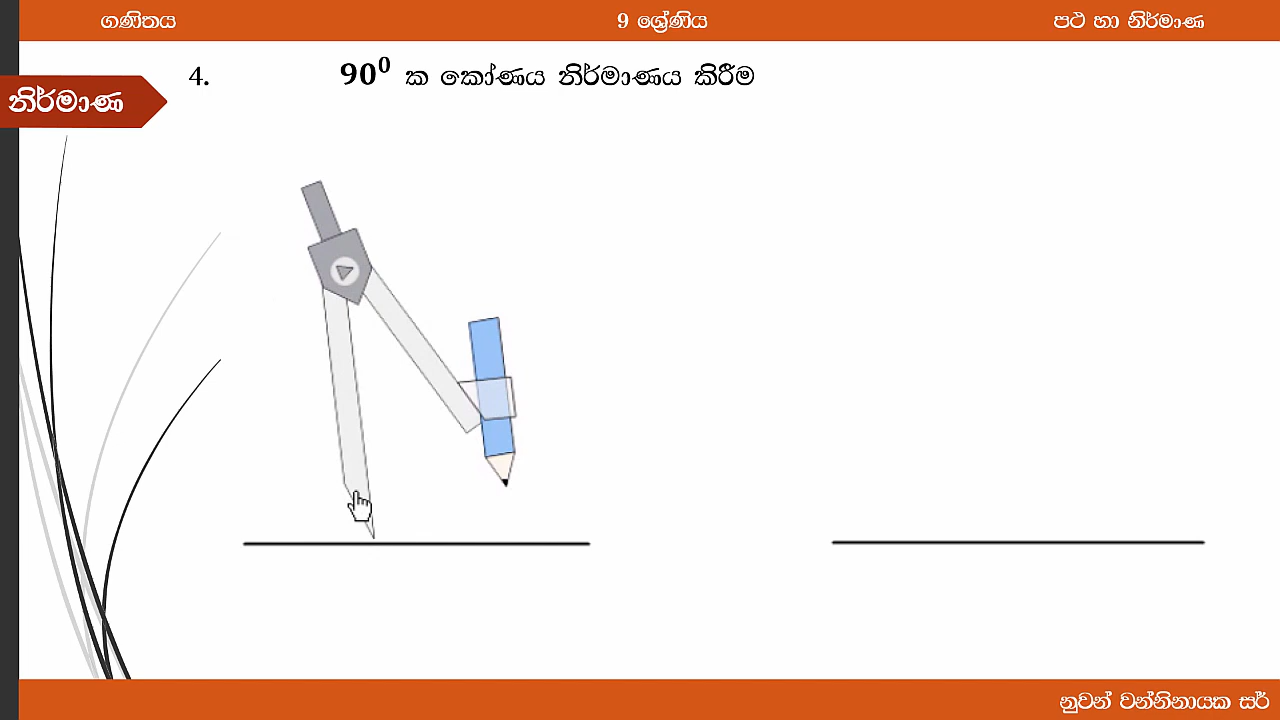 ගණිතය
9 ශ්‍රේණිය
පථ හා නිර්මාණ
4. 90⁰ ක කෝණය නිර්මාණය කිරීම
නිර්මාණ
නුවන් වන්නිනායක සර්